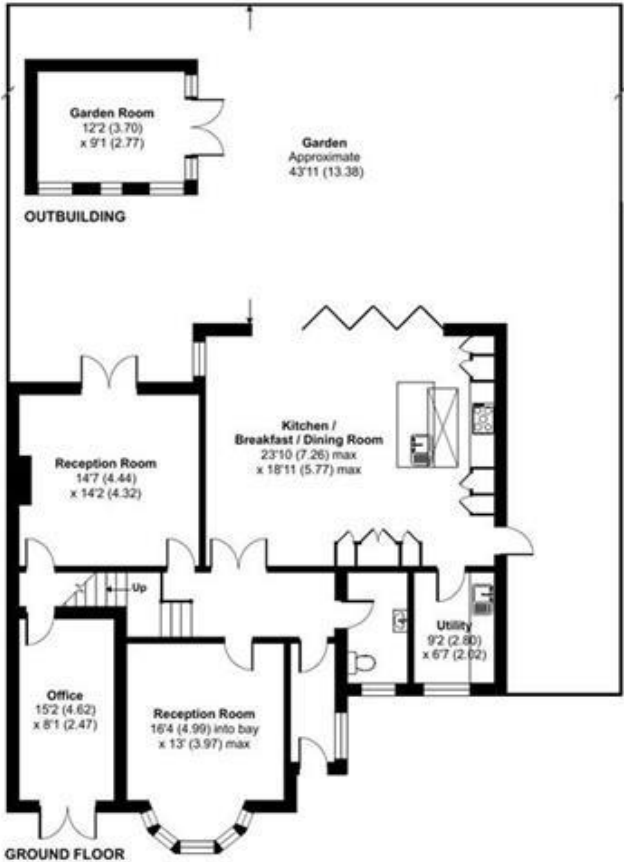 Garden Room
12'2 (3.70)
x 9'1 (2.77)
OUTBUILDING
Garden
Approximate
43'11 (13.38)
Kitchen /
Breakfast / Dining Room
23'10 (7.26) max
x 18'11 (5.77) max
Reception Room
14'7 (4.44)
x 14'2 (4.32)
Up
Utility
9'2 (2.80)
x 6'7 (2.02)
Office
15'2 (4.62)
x 8'1 (2.47)
Reception Room
16'4 (4.99) into bay
x 13' (3.97) max
GROUND FLOOR